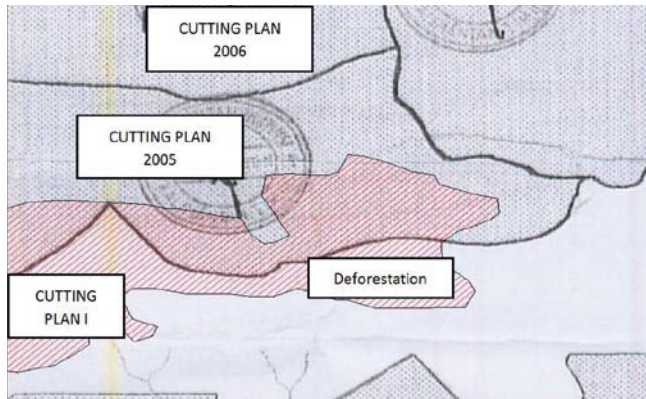 CUTTING PLAN
2006
CUTTING PLAN
2005
Deforestation
CUTTING
PLAN I